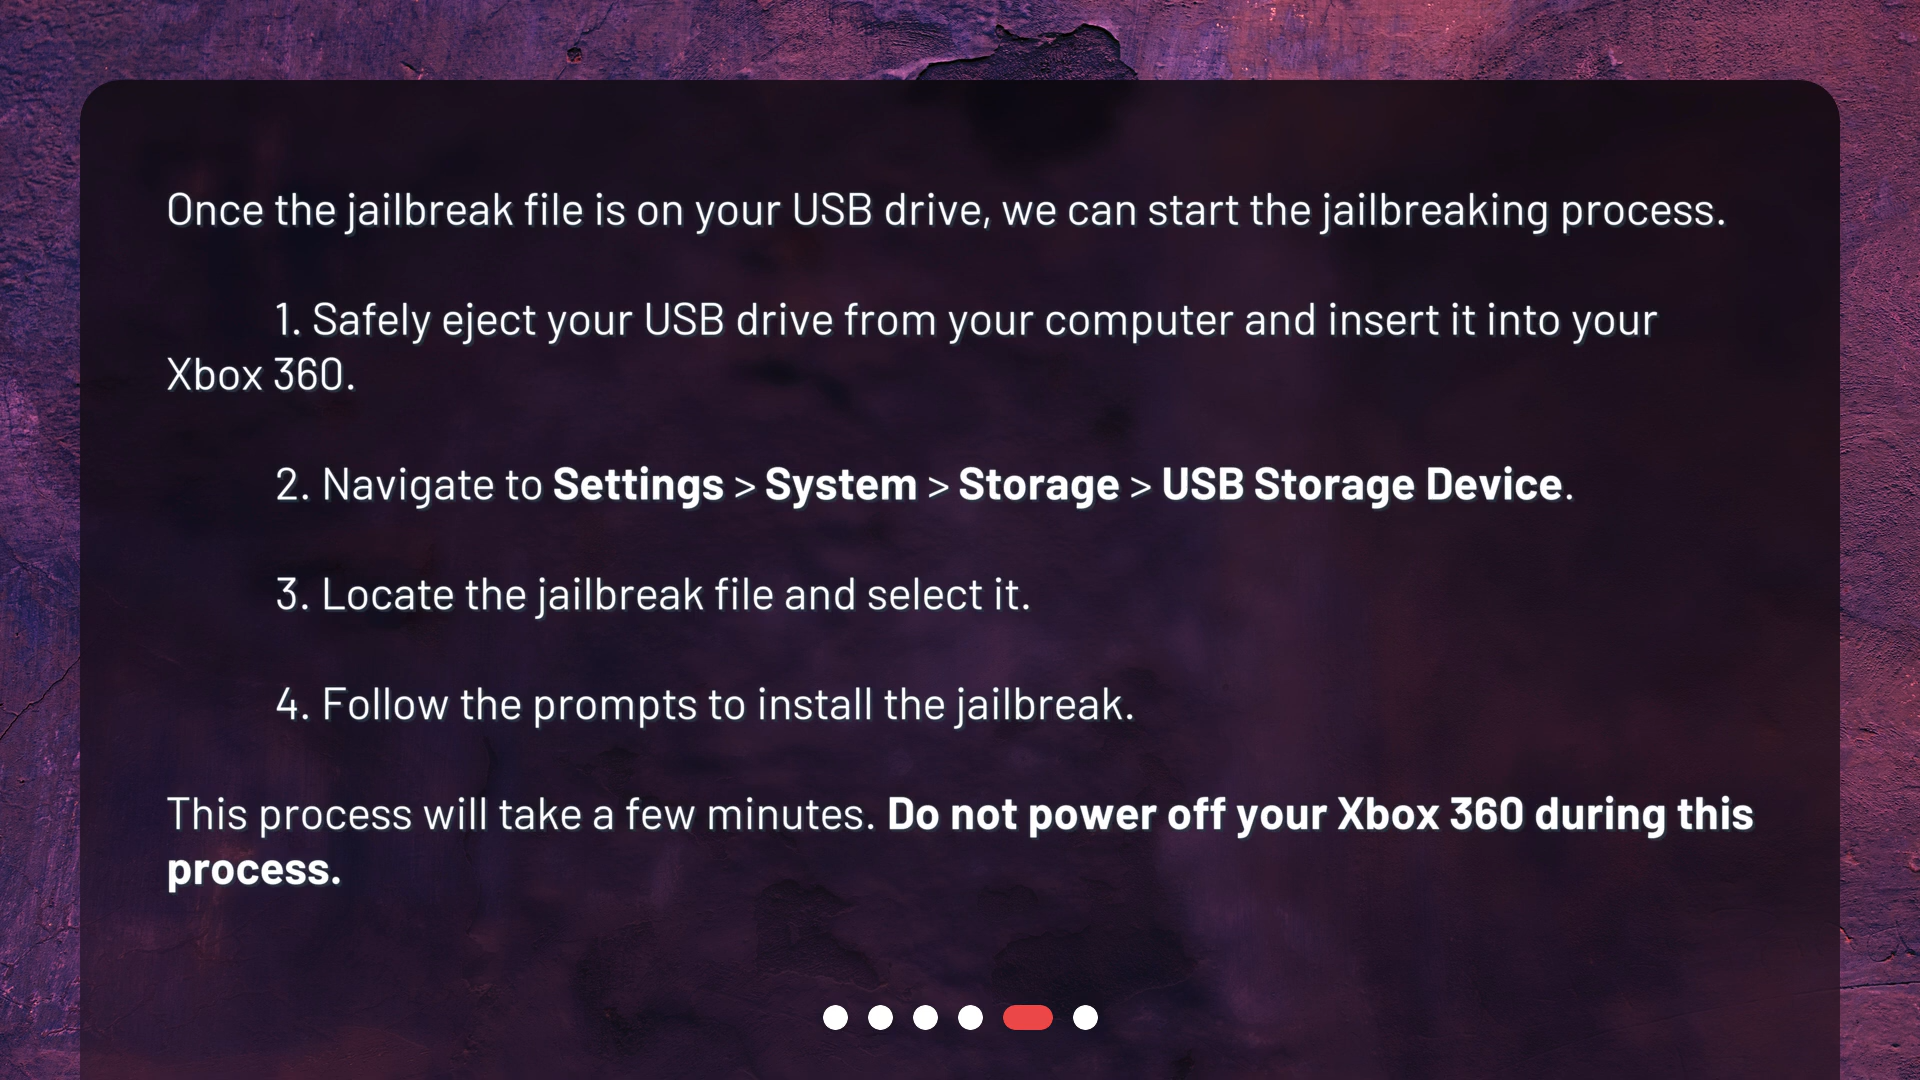 Once the jailbreak file is on your USB drive, we can start the jailbreaking process.
1. Safely eject your USB drive from your computer and insert it into your
Xbox 360.
2. Navigate to Settings > System > Storage > USB Storage Device.
3. Locate the jailbreak file and select it.
4. Follow the prompts to install the jailbreak.
This process will take a few minutes. Do not power off your Xbox 360 during this
process.